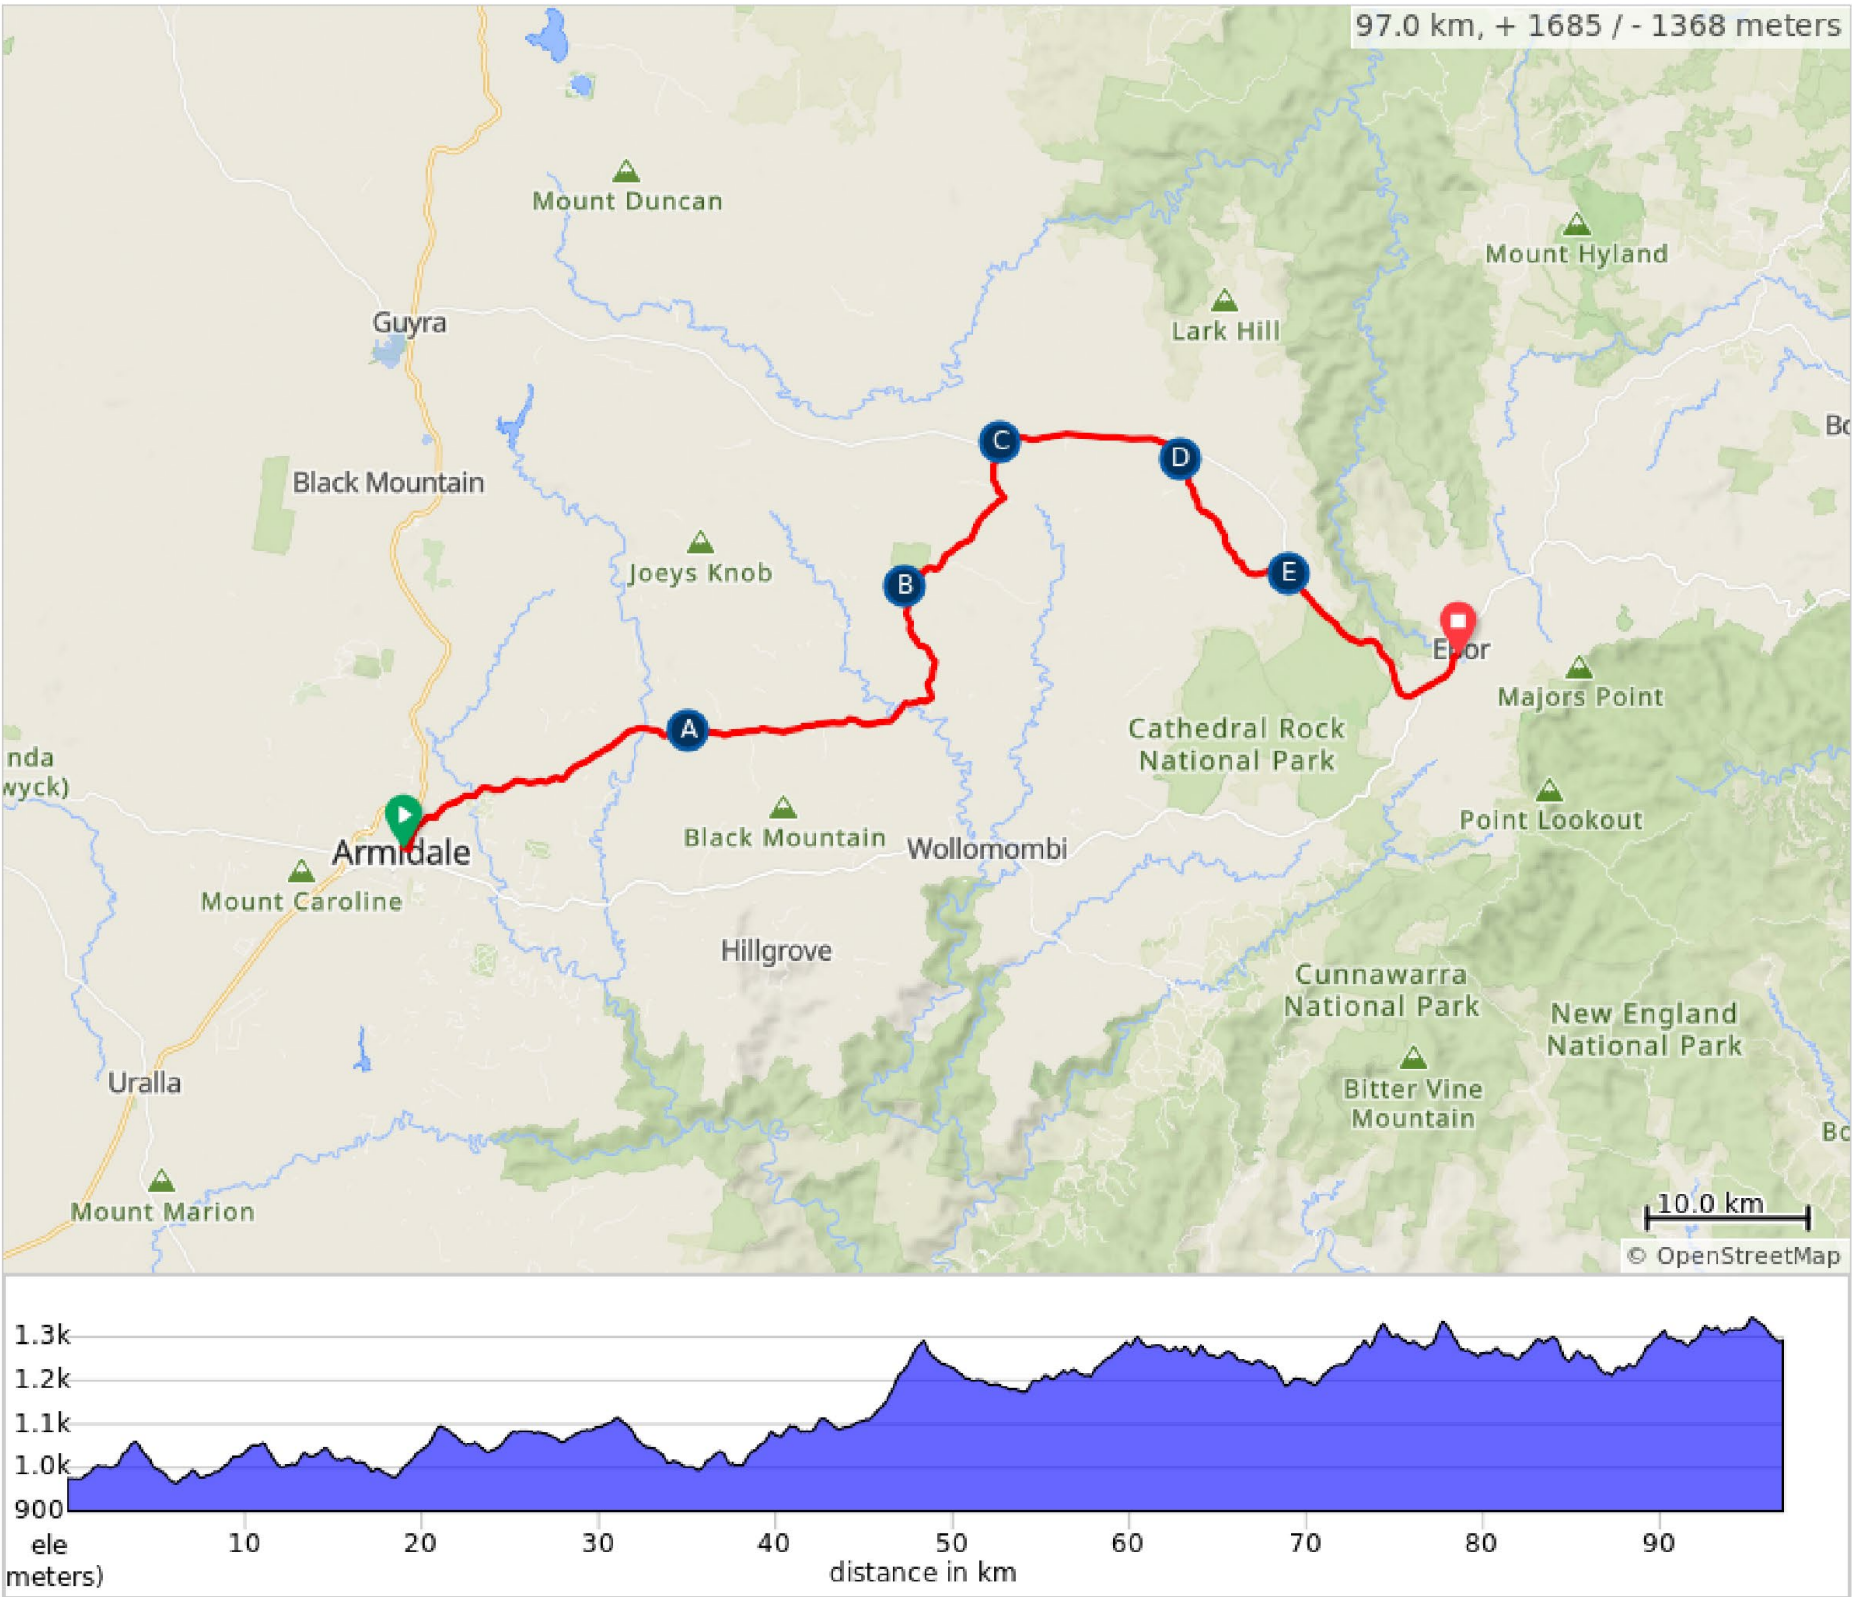 97.0 km, + 1685 / - 1368 meters
Mount Duncan
Mount Hyland
Guyra
Lark Hill
Bo
C
D
Black Mountain
Joeys Knob
E
B
Ebor
Majors Point
A
Cathedral Rock
National Park
nda
wyck)
Point Lookout
Black Mountain
Wollomombi
Armidale
Mount Caroline
Hillgrove
Cunnawarra
National Park
New England
National Park
Uralla
Bitter Vine
Mountain
Bo
Mount Marion
10.0 km
© OpenStreetMap
1.3k
1.2k
1.1k
1.0k
900
10 20 30 40 50 60 70 80 90
ele
meters)
distance in km